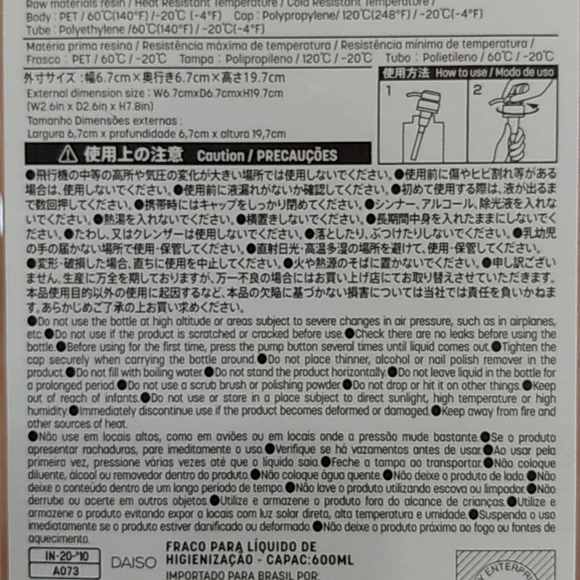 Raw materials resin / Heat Resistant Temperature / Cold Resistant Temperature
Body : PET / 60℃(140°F) / -20℃ (-4°F)   Cap : Polypropylene/ 120℃(248°F) / -20℃(-4°F)
Tube : Polyethylene /60℃(140°F) / -20℃ (-4°F)
Matéria prima resina / Resistência máxima de temperatura / Resistência mínima de temperatura /
Frasco : PET / 60℃ / -20℃   Tampa : Polipropileno / 120℃ / -20℃   Tubo : Polietileno / 60℃ / -20℃
外寸サイズ : 幅6.7cm×奥行き6.7cm×高さ19.7cm
External dimension size : W6.7cmxD6.7cmxH19.7cm
(W2.6in x D2.6in x H7.8in)
Tamanho Dimensões externas :
Largura 6,7cm x profundidade 6,7cm x altura 19,7cm
使用方法 How to use / Modo de uso
1
2
使用上の注意 Caution / PRECAUÇÕES
●飛行機の中等の高所や気圧の変化が大きい場所では使用しないでください。●使用前に傷やヒビ割れ等がある
場合は、使用しないでください。●使用前に液漏れがないか確認してください。●初めて使用する際は、液が出るま
で数回押してください。●携帯時にはキャップをしっかり閉めてください。●シンナー、アルコール、除光液を入れな
いでください。●熱湯を入れないでください。●横置きしないでください。●長期間中身を入れたままにしないでく
ださい。●たわし、又はクレンザーは使用しないでください。●落としたり、ぶつけたりしないでください。●乳幼児
の手の届かない場所で使用・保管してください。●直射日光・高温多湿の場所を避けて、使用・保管してください。
●変形・破損した場合、直ちに使用を中止してください。●火や熱源のそばに置かないでください。●申し訳ござい
ません。生産に万全を期しておりますが、万一不良の場合にはお買い上げ店にてお取り替えさせていただきます。
本品使用目的以外の使用に起因するなど、本品の欠陥に基づかない損害については当社では責任を負いかねま
す。あらかじめご了承の上お買い求めください。
●Do not use the bottle at high altitude or areas subject to severe changes in air pressure, such as in airplanes,
etc.●Do not use if the product is scratched or cracked before use.●Check there are no leaks before using the
bottle.●Before using for the first time, press the pump button several times until liquid comes out.●Tighten the
cap securely when carrying the bottle around.●Do not place thinner, alcohol or nail polish remover in the
product.●Do not fill with boiling water.●Do not stand the product horizontally.●Do not leave liquid in the bottle for
a prolonged period.●Do not use a scrub brush or polishing powder.●Do not drop or hit it on other things.●Keep
out of reach of infants.●Do not use or store in a place subject to direct sunlight, high temperature or high
humidity.●Immediately discontinue use if the product becomes deformed or damaged.●Keep away from fire and
other sources of heat.
●Não use em locais altos, como em aviões ou em locais onde a pressão mude bastante.●Se o produto
apresentar rachaduras, pare imediatamente o uso.●Verifique se há vazamentos antes de usar.●Ao usar pela
primeira vez, pressione várias vezes até que o líquido saia.●Feche a tampa ao transportar.●Não coloque
diluente, álcool ou removedor dentro do produto.●Não coloque água quente.●Não deixe o produto de lado.●Não
deixe o conteúdo dentro de um longo período de tempo.●Não lave o produto utilizando escova ou limpador●Não
derrube ou acerte em outros objetos.●Utilize e armazene o produto fora do alcance de crianças.●Utilize e
armazene o produto evitando expor a locais com luz solar direta, alta temperatura e umidade.●Suspenda o uso
imediatamente se o produto estiver danificado ou deformado.●Não deixe o produto próximo ao fogo ou fontes de
aquecimento.
IN-20-'10
A073
DAISO
FRACO PARA LÍQUIDO DE
HIGIENIZAÇÃO - CAPAC:600ML
IMPORTADO PARA BRASIL POR:
ENTERPR